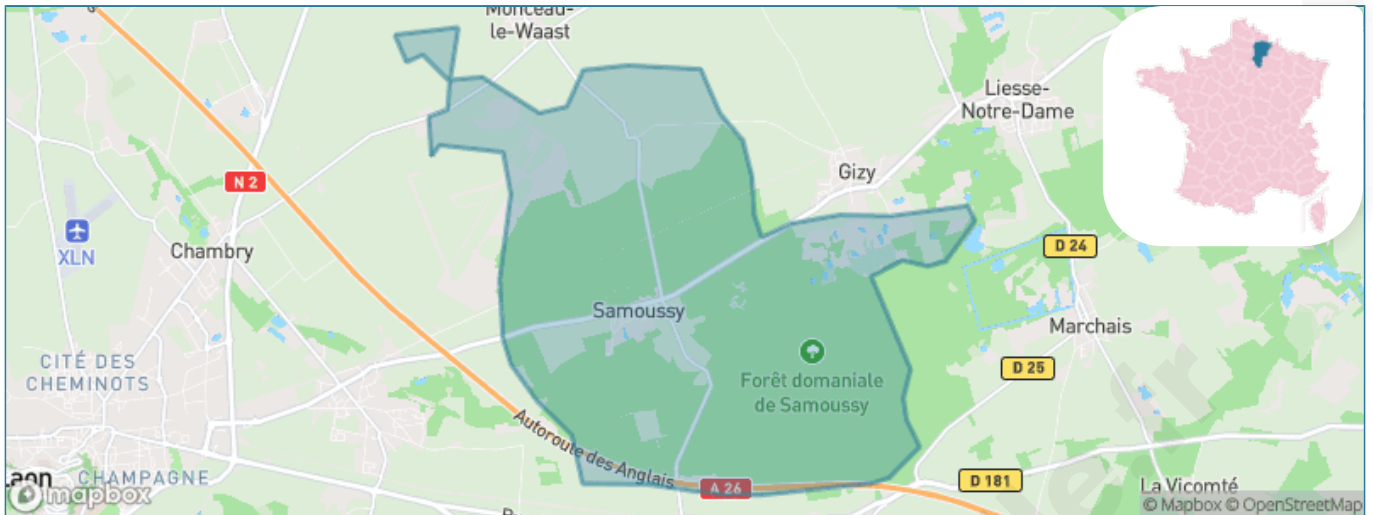 Monceau-
le-Waast
Liesse-
Notre-Dame
Gizy
N 2
XLN
Chambry
D 24
Samoussy
Marchais
CITÉ DES
CHEMINOTS
D 25
Forêt domaniale
de Samoussy
Autoroute des Anglais
CHAMPAGNE
A 26
D 181
La Vicomté
mapbox
© Mapbox © OpenStreetMap